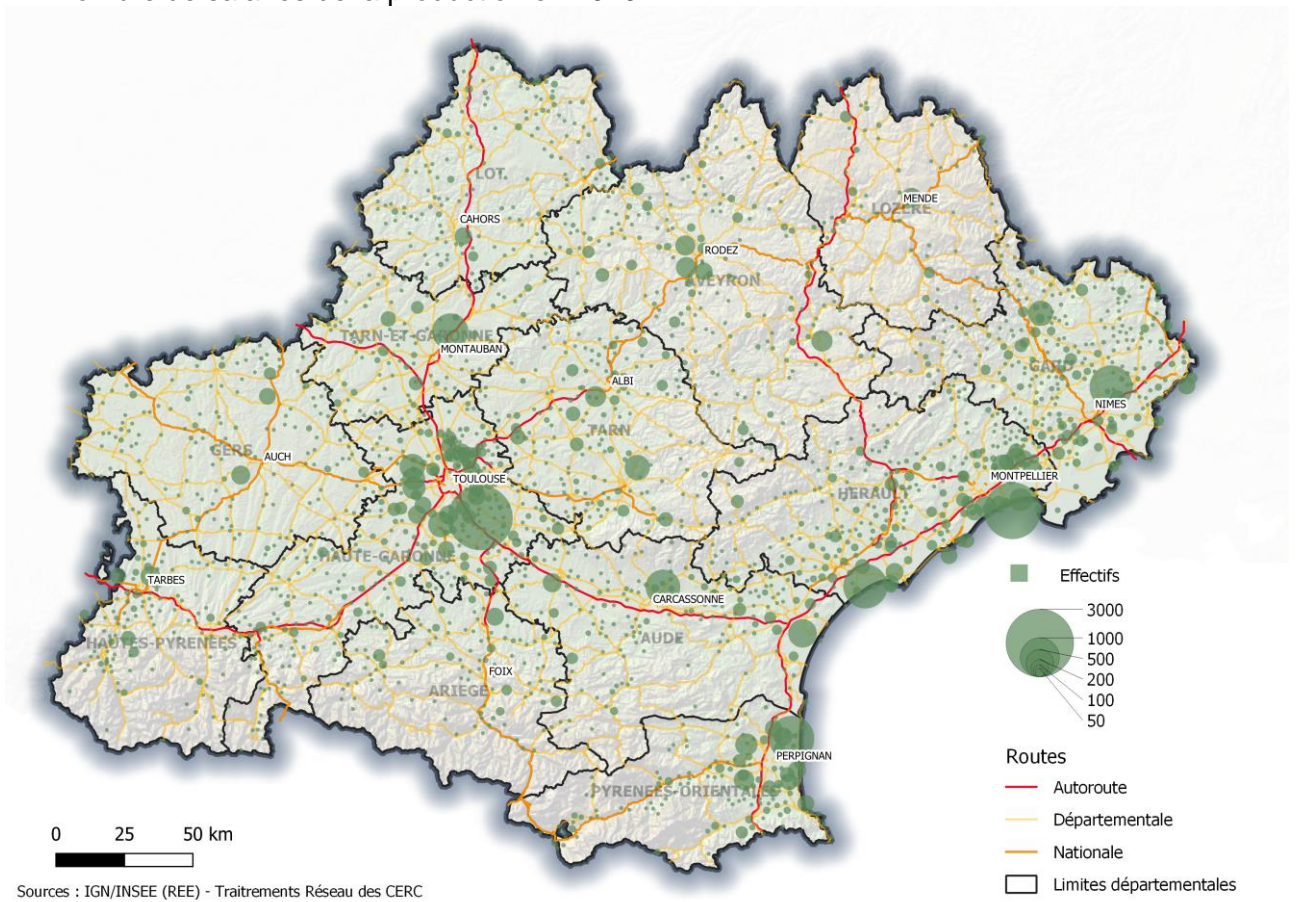 LOT
CAHORS
MENDE
LOZÈRE
RODEZ
AVEYRON
TARN-ET-GARONNE
MONTAUBAN
ALBI
TARN
GARD
NIMES
GERS
AUCH
TOULOUSE
MONTPELLIER
HERAULT
HAUTE-GARONNE
TARBES
HAUTES-PYRENEES
CARCASSONNE
AUDE
FOIX
ARIEGE
PERPIGNAN
PYRENEES-ORIENTALES
Effectifs
3000
1000
500
200
100
50
Routes
Autoroute
Départementale
Nationale
Limites départementales
0 25 50 km
Sources : IGN/INSEE (REE) - Traitrements Réseau des CERC